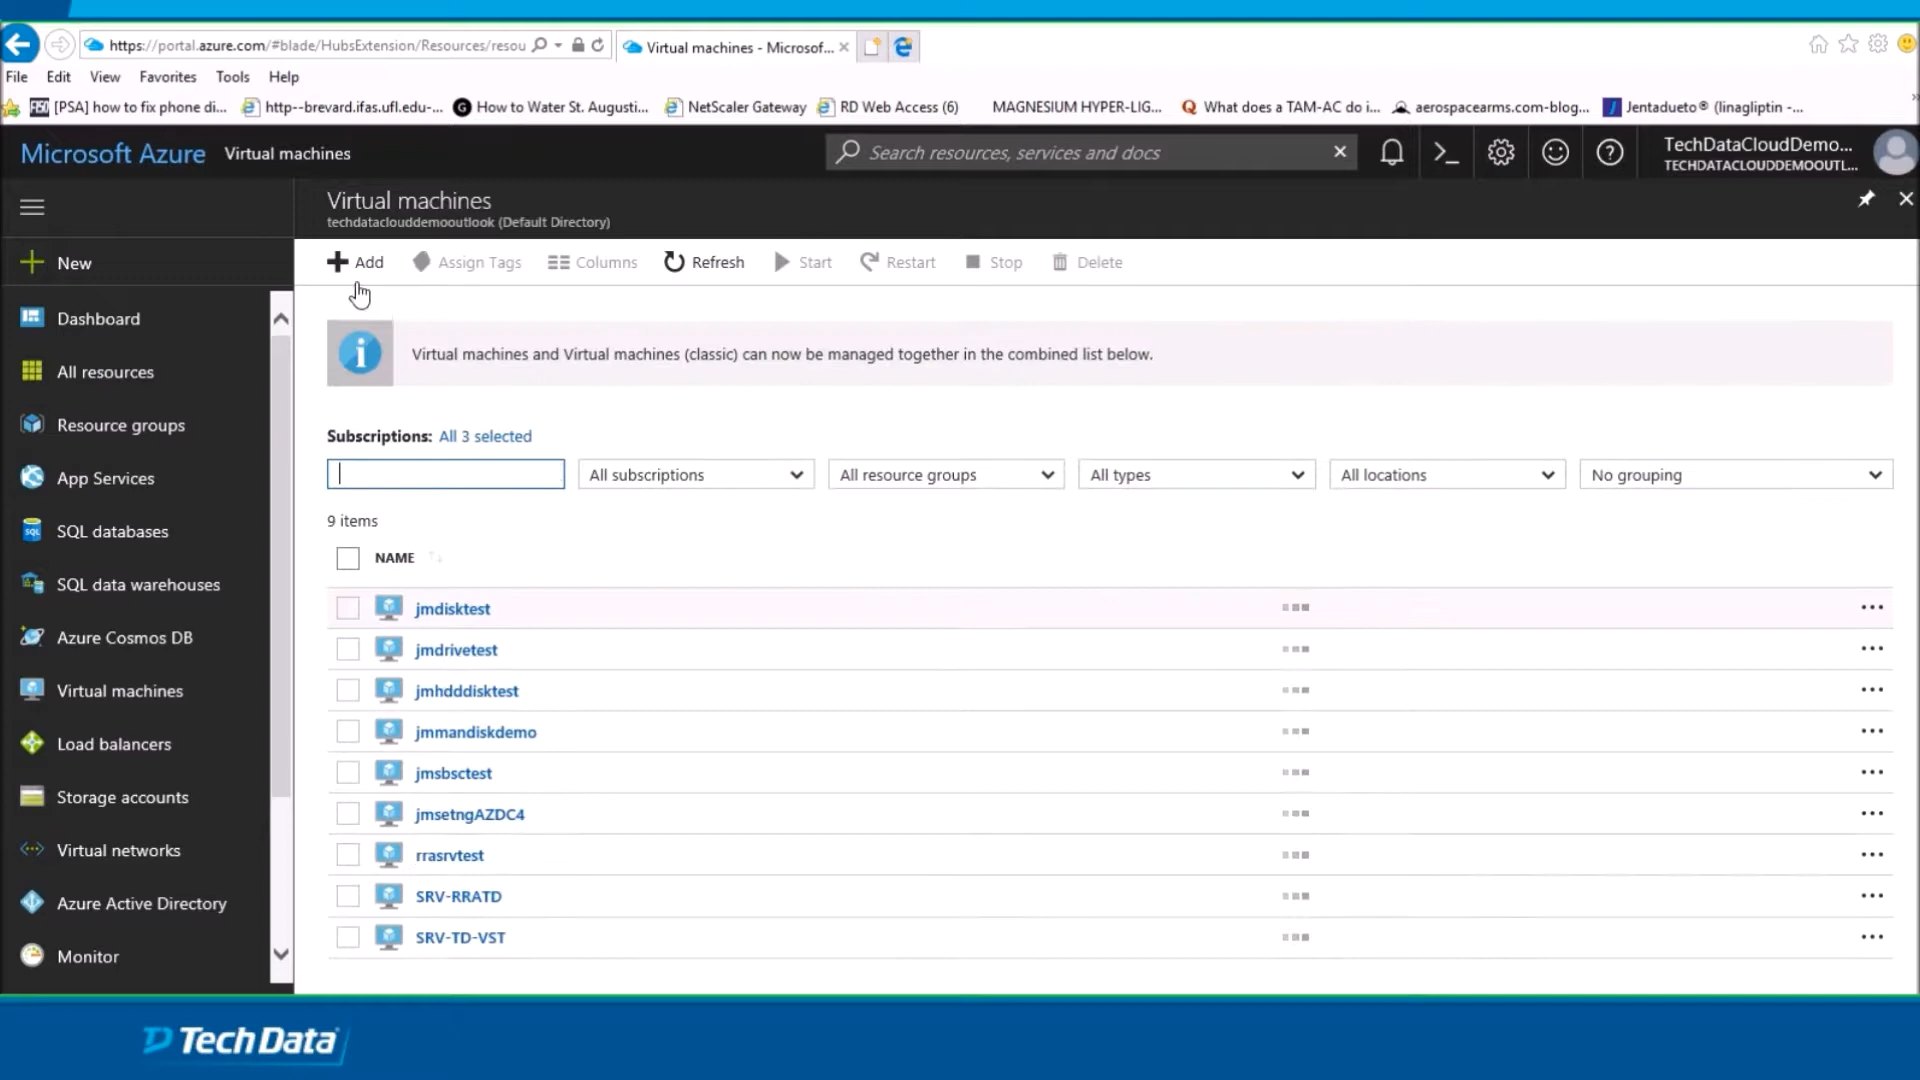 https://portal.azure.com/#blade/HubsExtension/Resources/resou
Virtual machines - Microsof...
File Edit View Favorites Tools Help
[PSA] how to fix phone di...
http--brevard.ifas.ufl.edu-...
How to Water St. Augusti...
NetScaler Gateway
RD Web Access (6)
MAGNESIUM HYPER-LIG...
What does a TAM-AC do i...
aerospacearms.com-blog...
Jentadueto® (linagliptin -...
Microsoft Azure Virtual machines
Search resources, services and docs
TechDataCloudDemo...
TECHDATACLOUDDEMOOUTL...
Virtual machines
techdataclouddemooutlook (Default Directory)
New
Add Assign Tags Columns Refresh Start Restart Stop Delete
Dashboard
All resources
Resource groups
App Services
SQL databases
SQL data warehouses
Azure Cosmos DB
Virtual machines
Load balancers
Storage accounts
Virtual networks
Azure Active Directory
Monitor
Virtual machines and Virtual machines (classic) can now be managed together in the combined list below.
Subscriptions: All 3 selected
All subscriptions All resource groups All types All locations No grouping
9 items
NAME
jmdisktest
jmdrivetest
jmhdddisktest
jmmandiskdemo
jmsbsctest
jmsetngAZDC4
rrasrvtest
SRV-RRATD
SRV-TD-VST
Tech Data